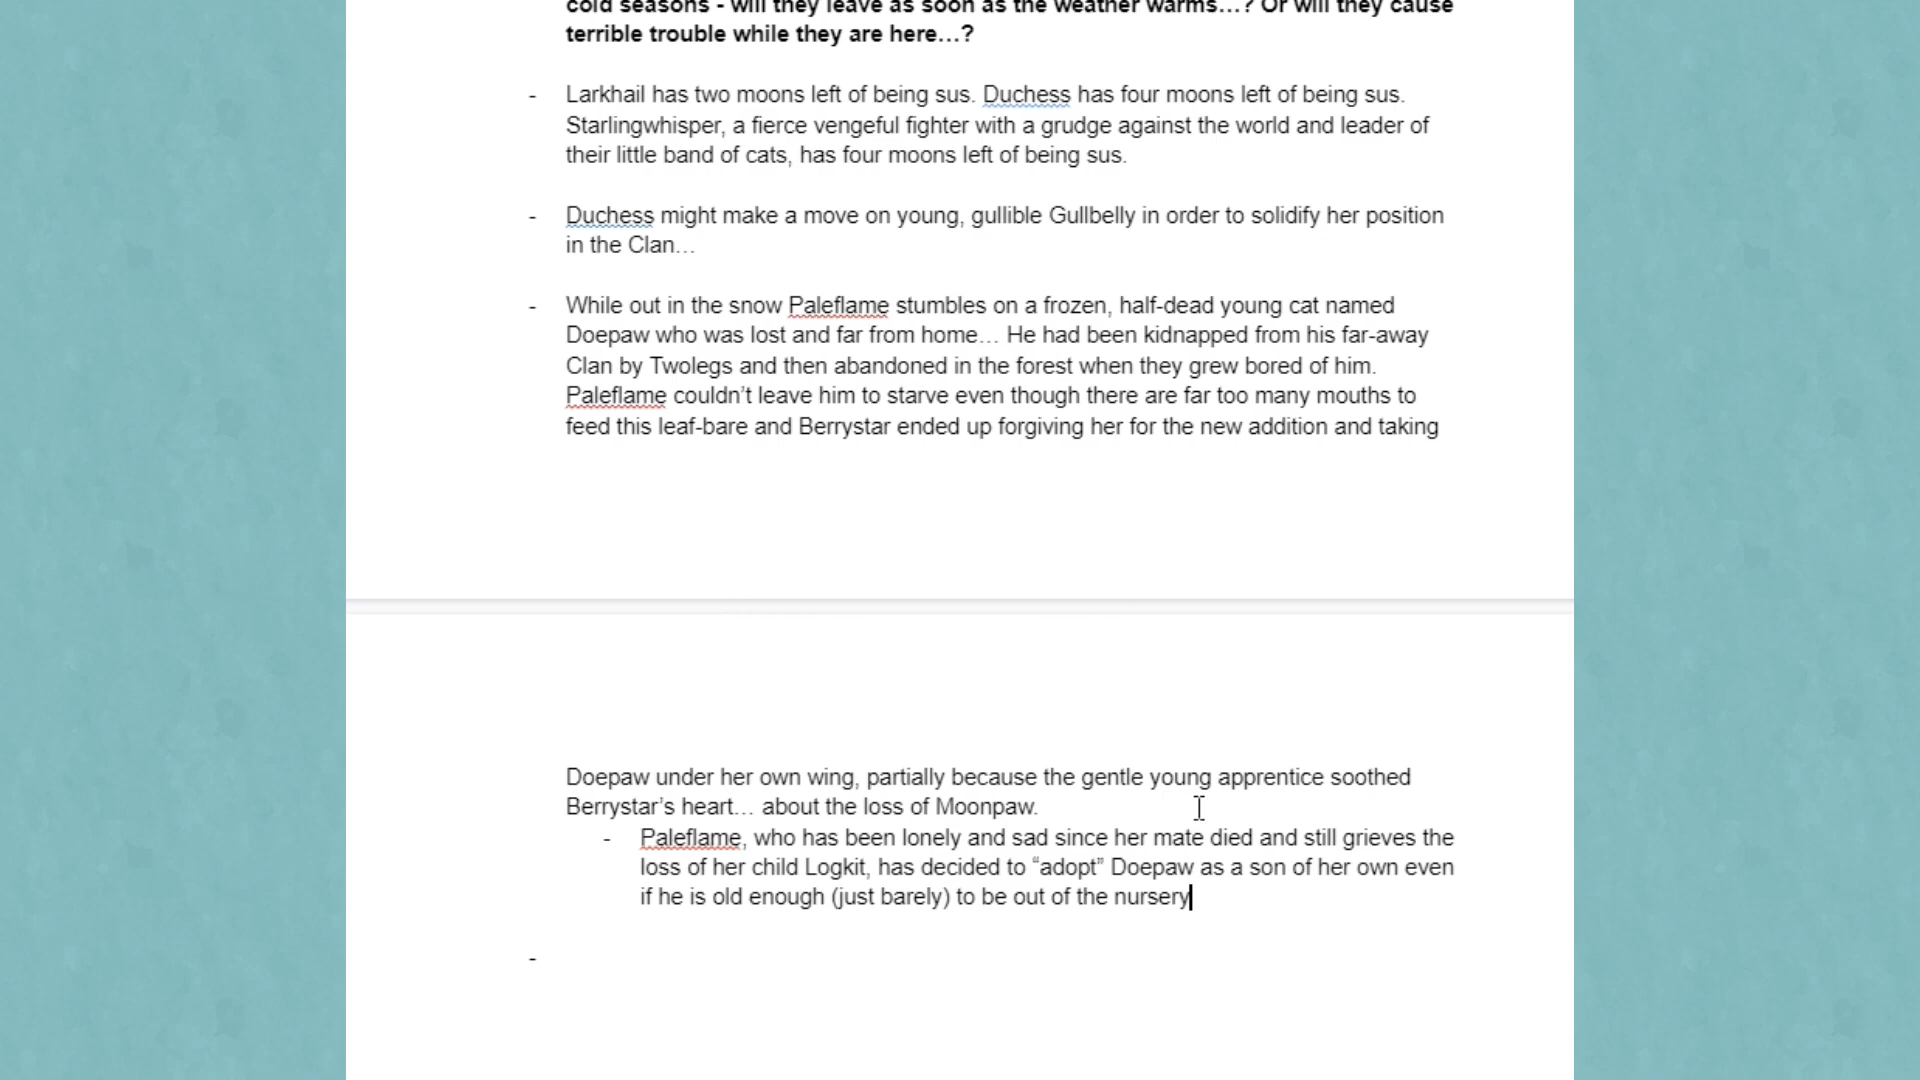 cold seasons - will they leave as soon as the weather warms…? Or will they cause
terrible trouble while they are here…?
- Larkhail has two moons left of being sus. Duchess has four moons left of being sus.
Starlingwhisper, a fierce vengeful fighter with a grudge against the world and leader of
their little band of cats, has four moons left of being sus.
- Duchess might make a move on young, gullible Gullbelly in order to solidify her position
in the Clan…
- While out in the snow Paleflame stumbles on a frozen, half-dead young cat named
Doepaw who was lost and far from home… He had been kidnapped from his far-away
Clan by Twolegs and then abandoned in the forest when they grew bored of him.
Paleflame couldn’t leave him to starve even though there are far too many mouths to
feed this leaf-bare and Berrystar ended up forgiving her for the new addition and taking
Doepaw under her own wing, partially because the gentle young apprentice soothed
Berrystar’s heart… about the loss of Moonpaw.
- Paleflame, who has been lonely and sad since her mate died and still grieves the
loss of her child Logkit, has decided to “adopt” Doepaw as a son of her own even
if he is old enough (just barely) to be out of the nursery
-